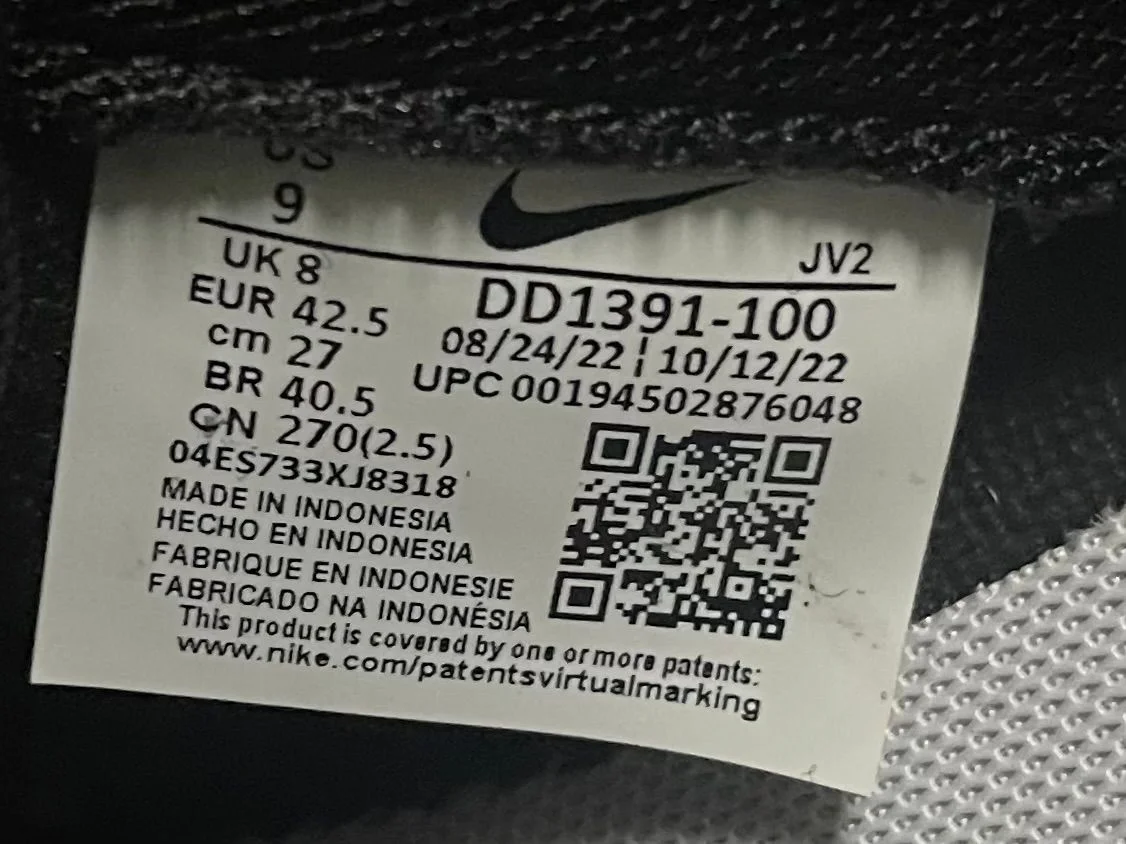 US
9
JV2
UK 8
EUR 42.5
cm 27
BR 40.5
CN 270(2.5)
04ES733XJ8318
DD1391-100
08/24/22 ¦ 10/12/22
UPC 00194502876048
MADE IN INDONESIA
HECHO EN INDONESIA
FABRIQUE EN INDONESIE
FABRICADO NA INDONÉSIA
This product is covered by one or more patents:
www.nike.com/patentsvirtualmarking